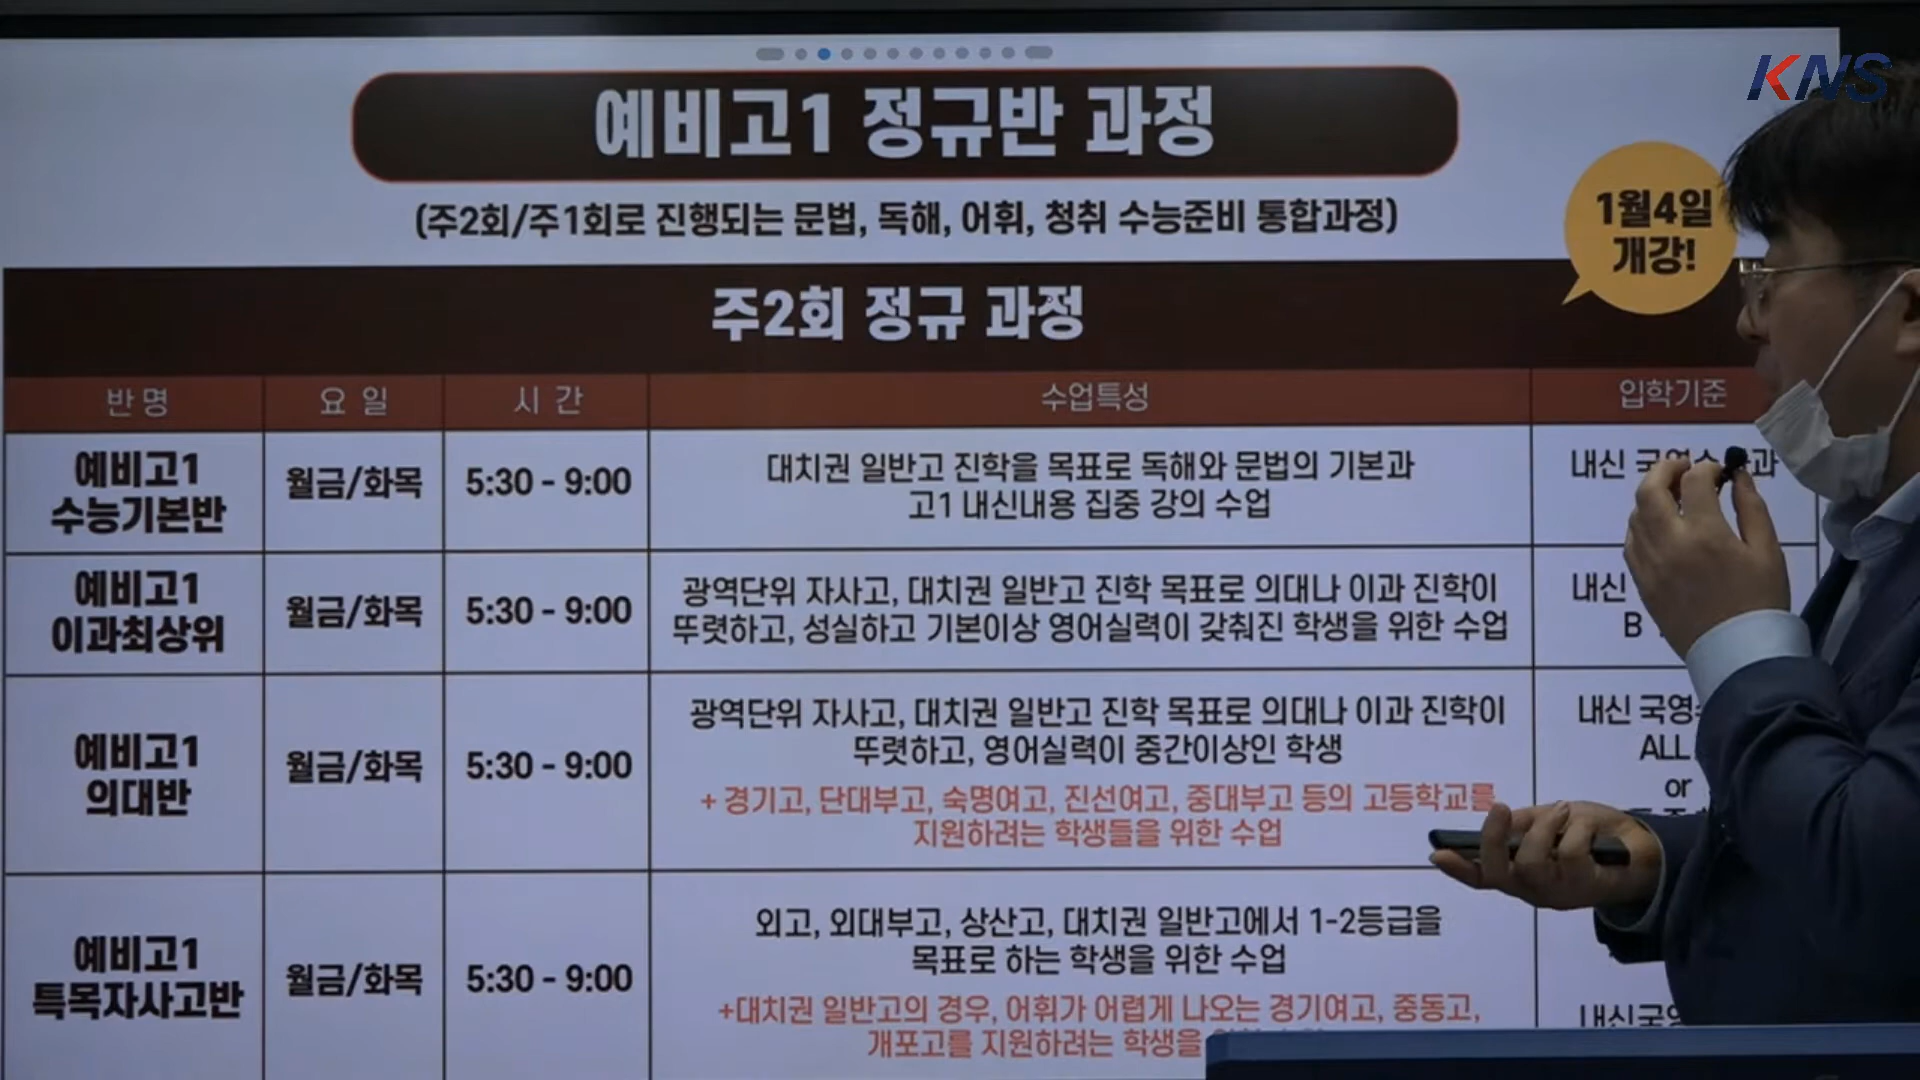 KNS
예비고1 정규반 과정
(주2회/주1회로 진행되는 문법, 독해, 어휘, 청취 수능준비 통합과정)
1월4일
개강!
주2회 정규 과정
반명 요일 시간 수업특성 입학기준
예비고1
수능기본반
월금/화목
5:30 - 9:00
대치권 일반고 진학을 목표로 독해와 문법의 기본과
고1 내신내용 집중 강의 수업
내신
예비고1
이과최상위
월금/화목
5:30 - 9:00
광역단위 자사고, 대치권 일반고 진학 목표로 의대나 이과 진학이
뚜렷하고, 성실하고 기본이상 영어실력이 갖춰진 학생을 위한 수업
내신
B
예비고1
의대반
월금/화목
5:30 - 9:00
광역단위 자사고, 대치권 일반고 진학 목표로 의대나 이과 진학이
뚜렷하고, 영어실력이 중간이상인 학생
+ 경기고, 단대부고, 숙명여고, 진선여고, 중대부고 등의 고등학교를
지원하려는 학생들을 위한 수업
내신 국영
ALL
or
예비고1
특목자사고반
월금/화목
5:30 - 9:00
외고, 외대부고, 상산고, 대치권 일반고에서 1-2등급을
목표로 하는 학생을 위한 수업
+대치권 일반고의 경우, 어휘가 어렵게 나오는 경기여고, 중동고,
개포고를 지원하려는 학생을
내신국영